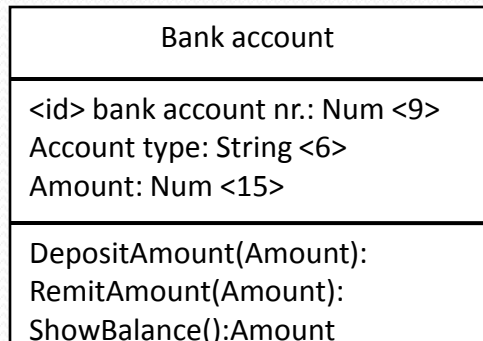 Bank account
<id> bank account nr.: Num <9>
Account type: String <6>
Amount: Num <15>
DepositAmount(Amount):
RemitAmount(Amount):
ShowBalance():Amount